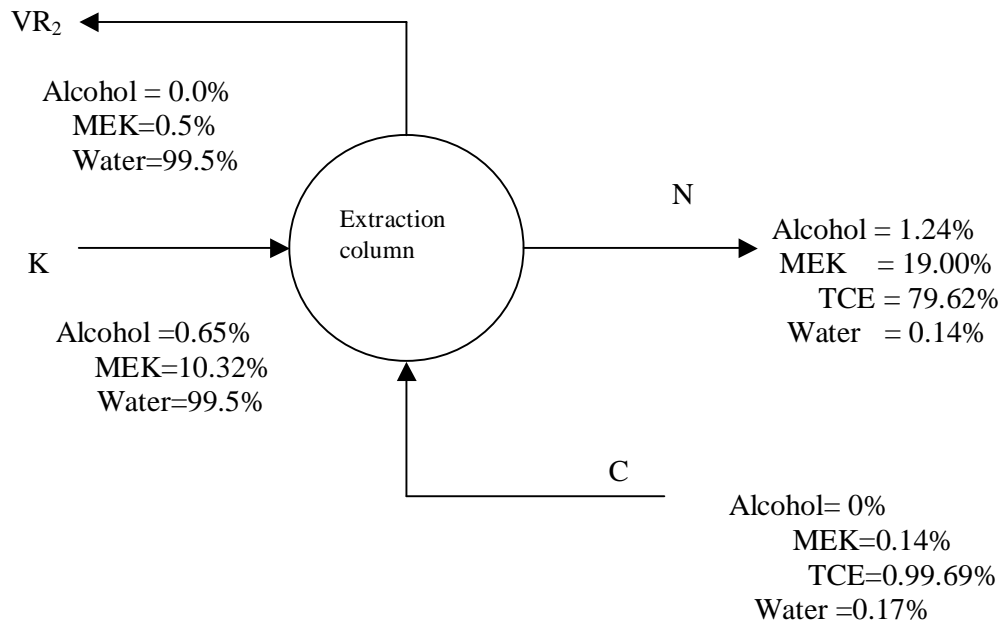 VR₂
Alcohol = 0.0%
MEK=0.5%
Water=99.5%
Extraction
column
N
K
Alcohol = 1.24%
MEK = 19.00%
TCE = 79.62%
Water = 0.14%
Alcohol =0.65%
MEK=10.32%
Water=99.5%
C
Alcohol= 0%
MEK=0.14%
TCE=0.99.69%
Water =0.17%